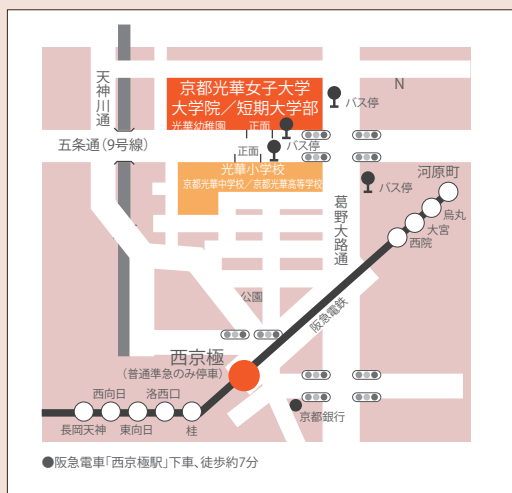 天神川通
京都光華女子大学
大学院／短期大学部
光華幼稚園
正面
バス停
N
五条通(9号線)
正面
バス停
光華小学校
京都光華中学校／京都光華高等学校
バス停
河原町
烏丸
大宮
西院
葛野大路通
公園
阪急電鉄
西京極
(普通準急のみ停車)
西向日
洛西口
長岡天神
東向日
桂
京都銀行
●阪急電車「西京極駅」下車、徒歩約7分